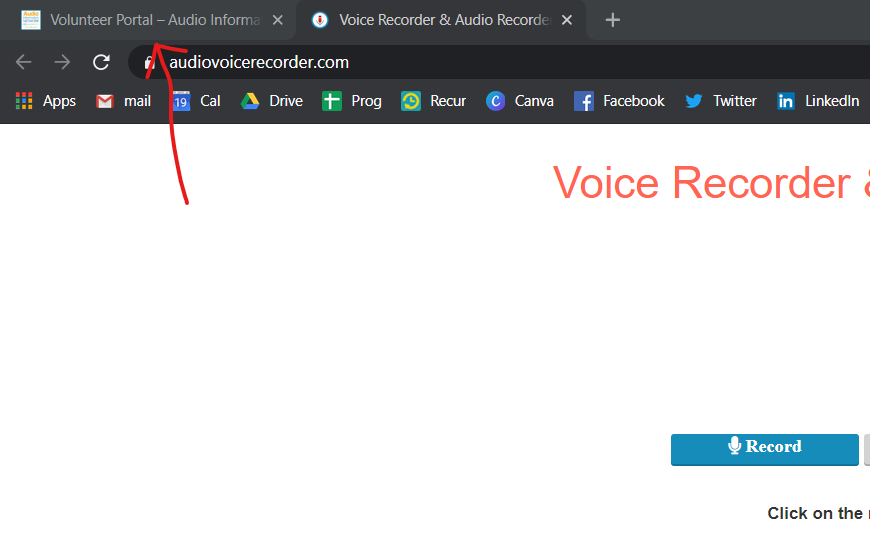 Volunteer Portal – Audio Informa
Voice Recorder & Audio Recorde
audiovoicerecorder.com
Apps
mail
19
Cal
Drive
Prog
Recur
Canva
Facebook
Twitter
LinkedIn
Voice Recorder &
Record
Click on the